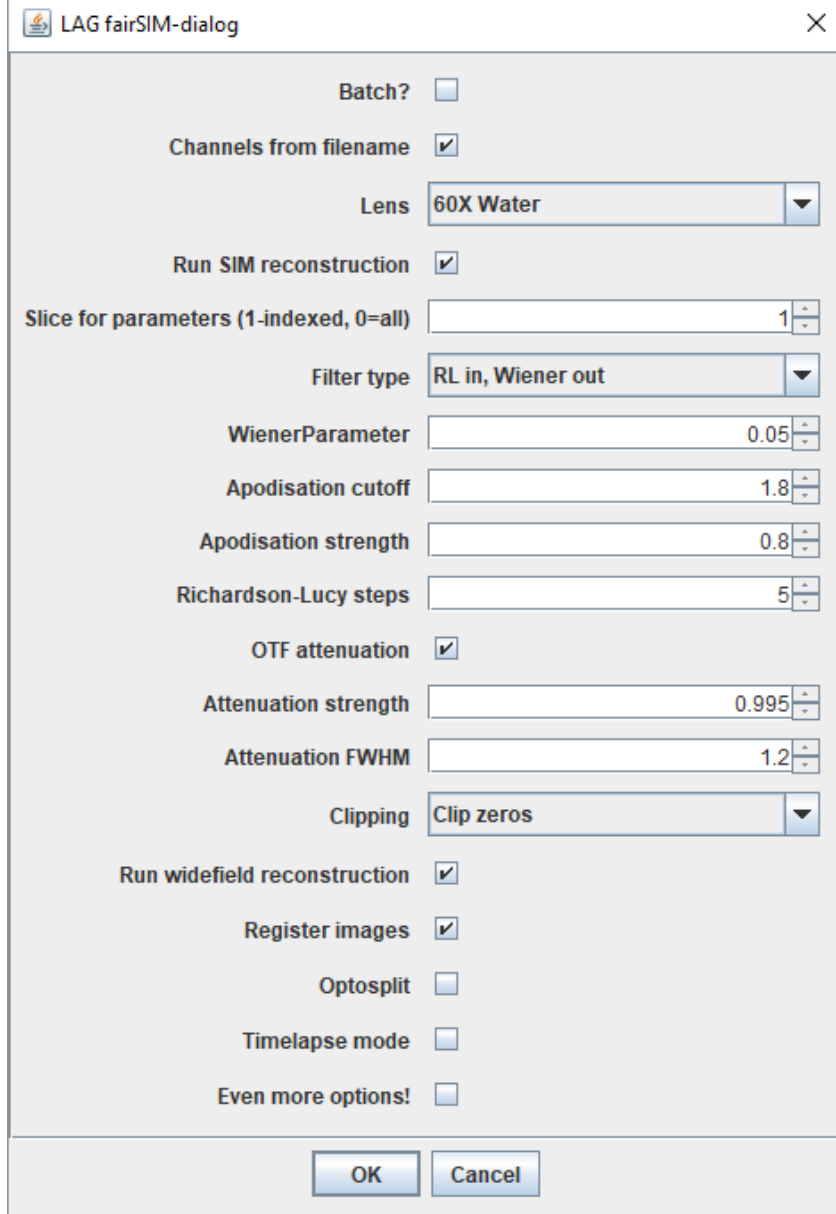 LAG fairSIM-dialog
Batch?
Channels from filename
Lens 60X Water
Run SIM reconstruction
Slice for parameters (1-indexed, 0=all) 1
Filter type RL in, Wiener out
WienerParameter 0.05
Apodisation cutoff 1.8
Apodisation strength 0.8
Richardson-Lucy steps 5
OTF attenuation
Attenuation strength 0.995
Attenuation FWHM 1.2
Clipping Clip zeros
Run widefield reconstruction
Register images
Optosplit
Timelapse mode
Even more options!
OK Cancel